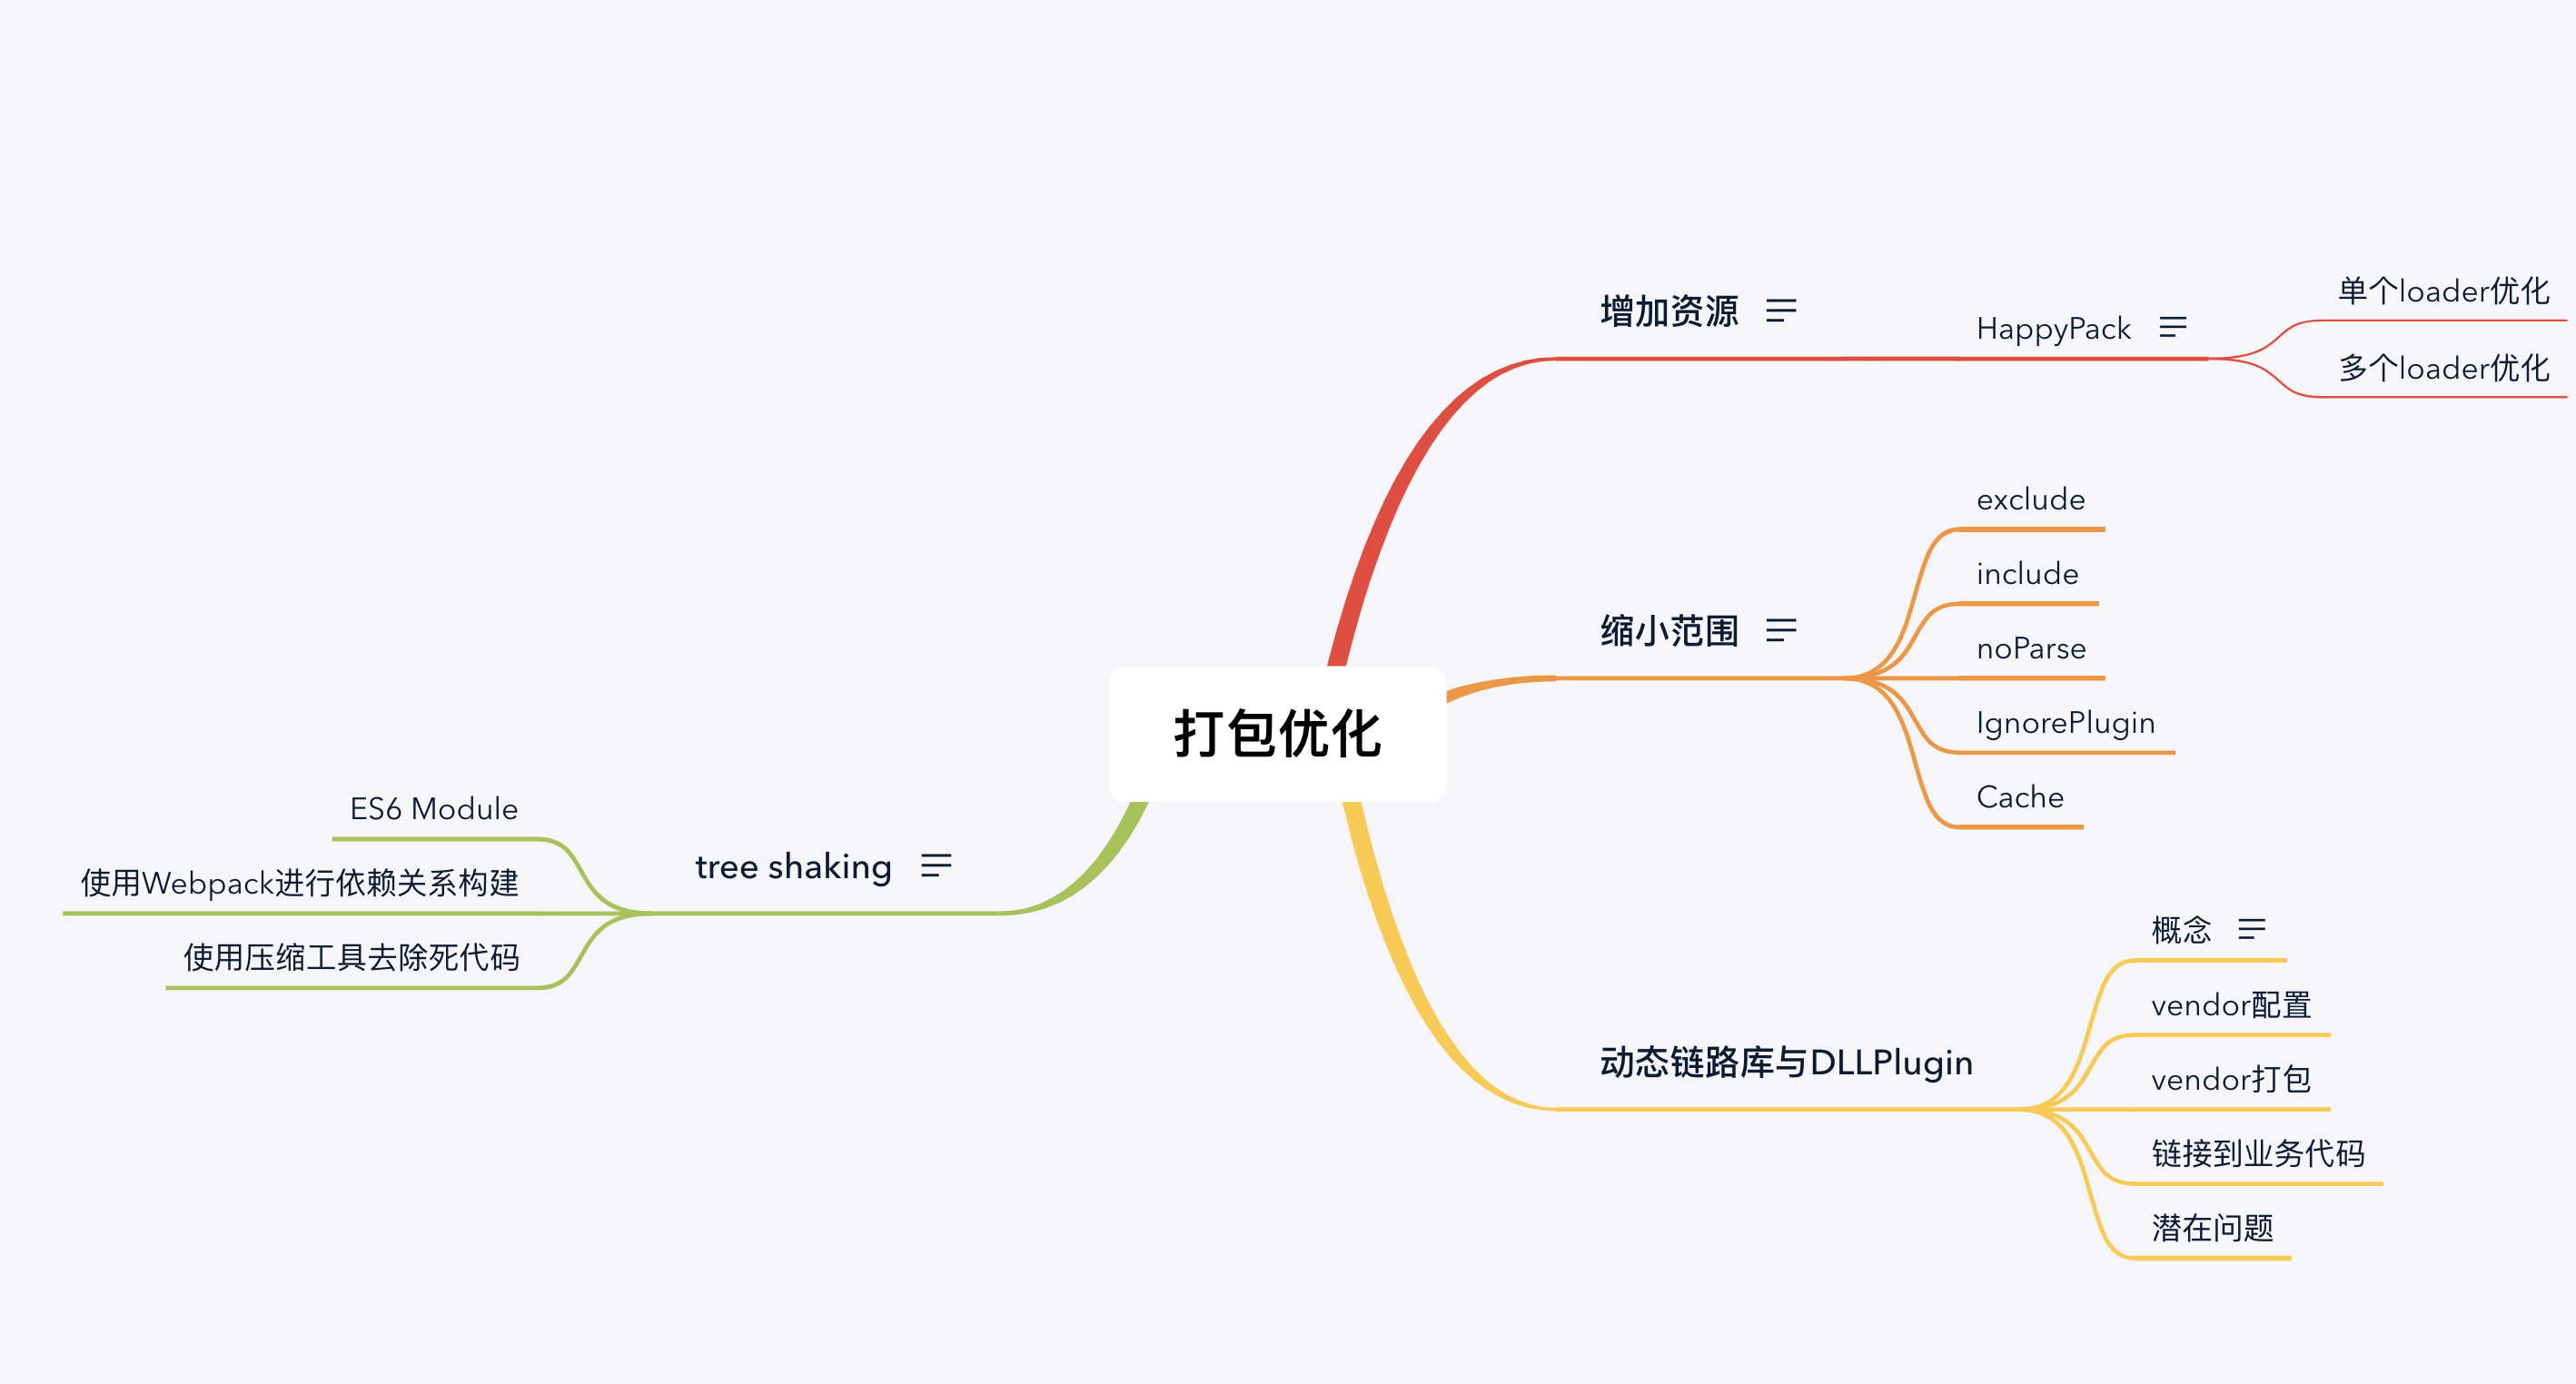 打包优化
增加资源
HappyPack
单个loader优化
多个loader优化
缩小范围
exclude
include
noParse
IgnorePlugin
Cache
动态链路库与DLLPlugin
概念
vendor配置
vendor打包
链接到业务代码
潜在问题
tree shaking
ES6 Module
使用Webpack进行依赖关系构建
使用压缩工具去除死代码